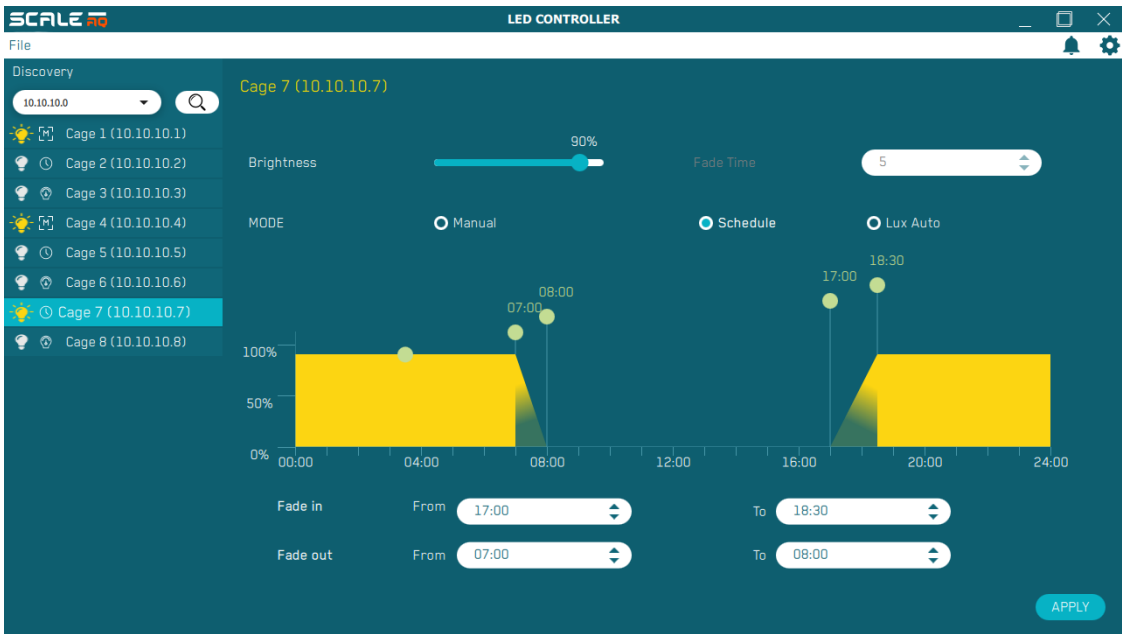 SCALE AQ LED CONTROLLER
File
Discovery
10.10.10.0
[M] Cage 1 (10.10.10.1)
Cage 2 (10.10.10.2)
Cage 3 (10.10.10.3)
[M] Cage 4 (10.10.10.4)
Cage 5 (10.10.10.5)
Cage 6 (10.10.10.6)
Cage 7 (10.10.10.7)
Cage 8 (10.10.10.8)
Cage 7 (10.10.10.7)
90%
Brightness Fade Time 5
MODE Manual Schedule Lux Auto
07:00 08:00 17:00 18:30
100%
50%
0%
00:00 04:00 08:00 12:00 16:00 20:00 24:00
Fade in From 17:00 To 18:30
Fade out From 07:00 To 08:00
APPLY